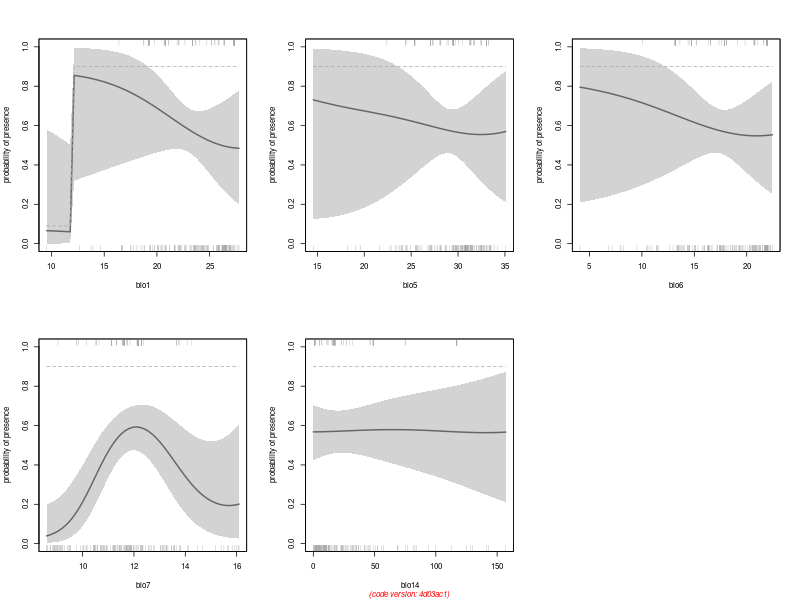 probability of presence
0.0 0.2 0.4 0.6 0.8 1.0
10 15 20 25
bio1
probability of presence
0.0 0.2 0.4 0.6 0.8 1.0
15 20 25 30 35
bio5
probability of presence
0.0 0.2 0.4 0.6 0.8 1.0
5 10 15 20
bio6
probability of presence
0.0 0.2 0.4 0.6 0.8 1.0
10 12 14 16
bio7
probability of presence
0.0 0.2 0.4 0.6 0.8 1.0
0 50 100 150
bio14
(code version: 4d03ac1)